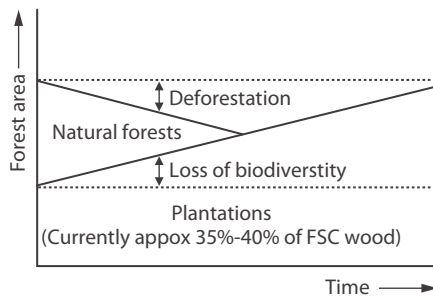 Forest area
Deforestation
Natural forests
Loss of biodiverstity
Plantations
(Currently appox 35%-40% of FSC wood)
Time